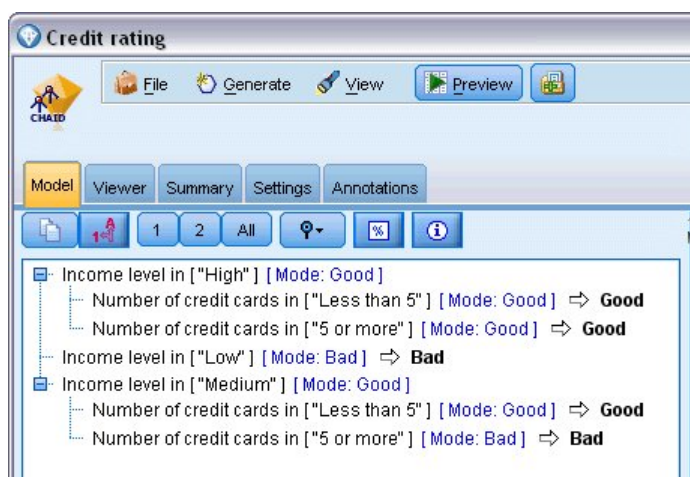 Credit rating
CHAID
File Generate View Preview
Model Viewer Summary Settings Annotations
1 A 1 2 All %  i
Income level in ["High"] [Mode: Good]
Number of credit cards in ["Less than 5"] [Mode: Good] ⇨ Good
Number of credit cards in ["5 or more"] [Mode: Good] ⇨ Good
Income level in ["Low"] [Mode: Bad] ⇨ Bad
Income level in ["Medium"] [Mode: Good]
Number of credit cards in ["Less than 5"] [Mode: Good] ⇨ Good
Number of credit cards in ["5 or more"] [Mode: Bad] ⇨ Bad